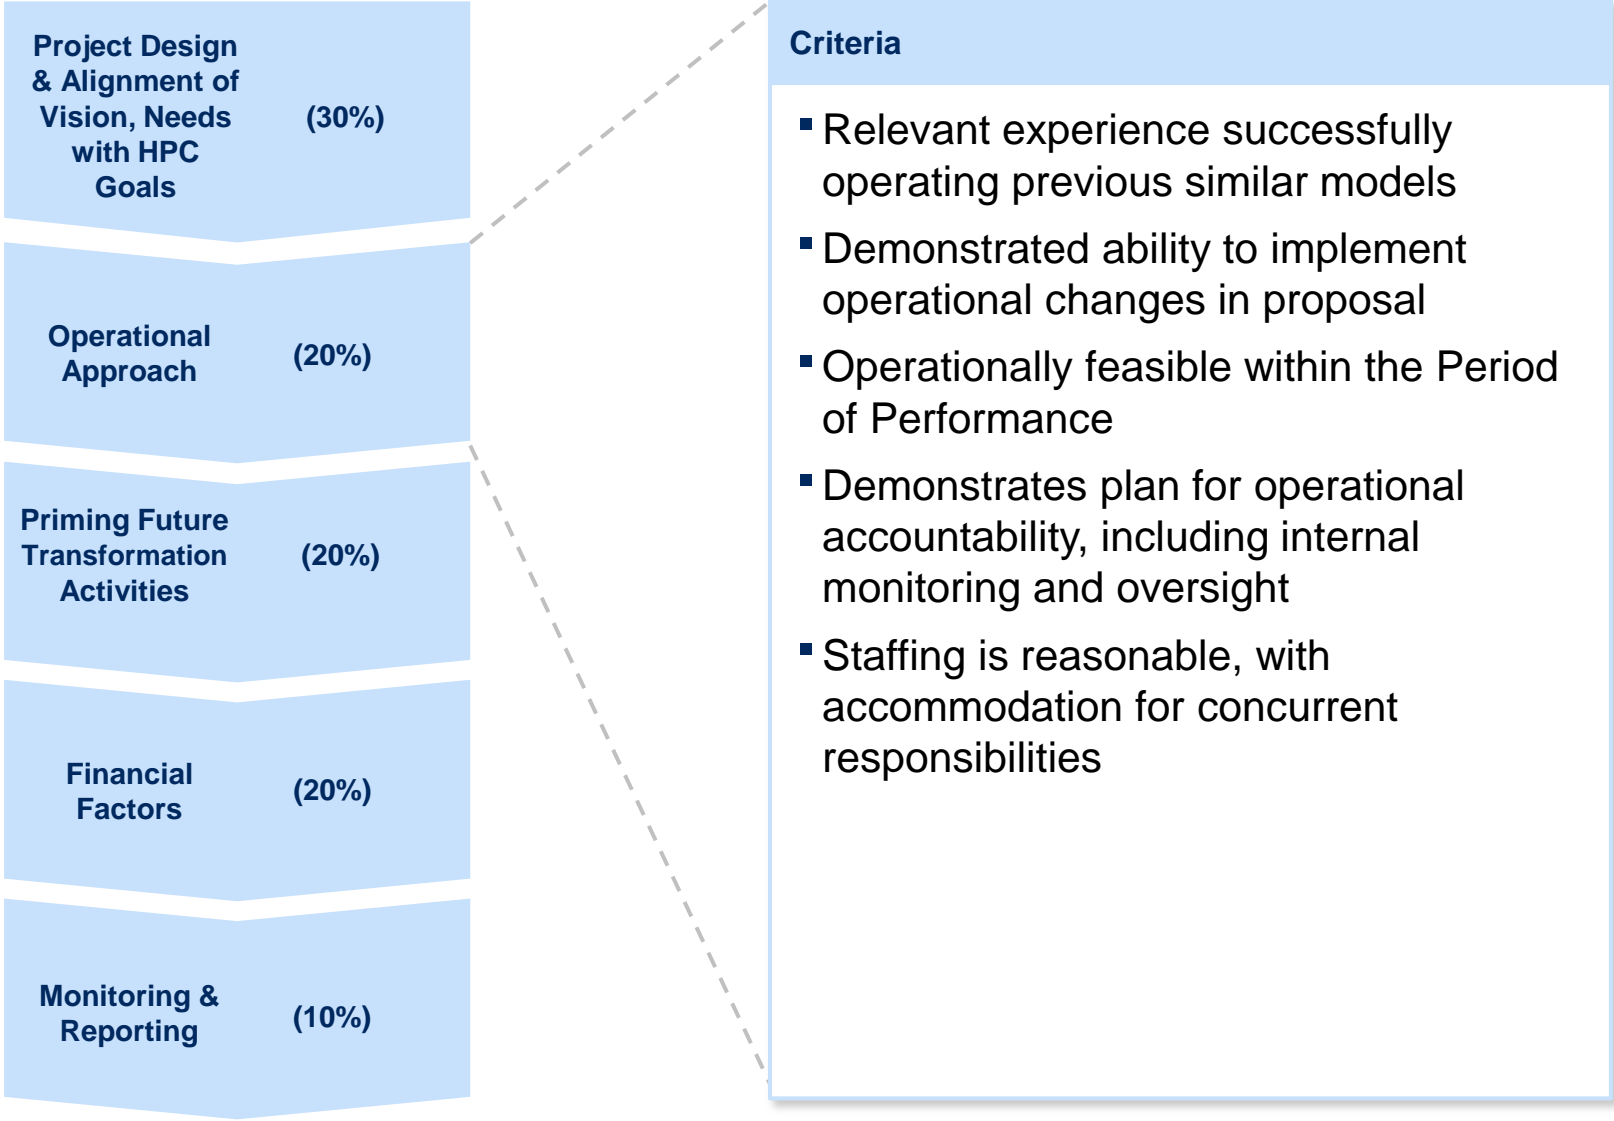 Project Design
& Alignment of
Vision, Needs
with HPC
Goals
(30%)
Operational
Approach
(20%)
Priming Future
Transformation
Activities
(20%)
Financial
Factors
(20%)
Monitoring &
Reporting
(10%)
Criteria
▪ Relevant experience successfully
operating previous similar models
▪ Demonstrated ability to implement
operational changes in proposal
▪ Operationally feasible within the Period
of Performance
▪ Demonstrates plan for operational
accountability, including internal
monitoring and oversight
▪ Staffing is reasonable, with
accommodation for concurrent
responsibilities